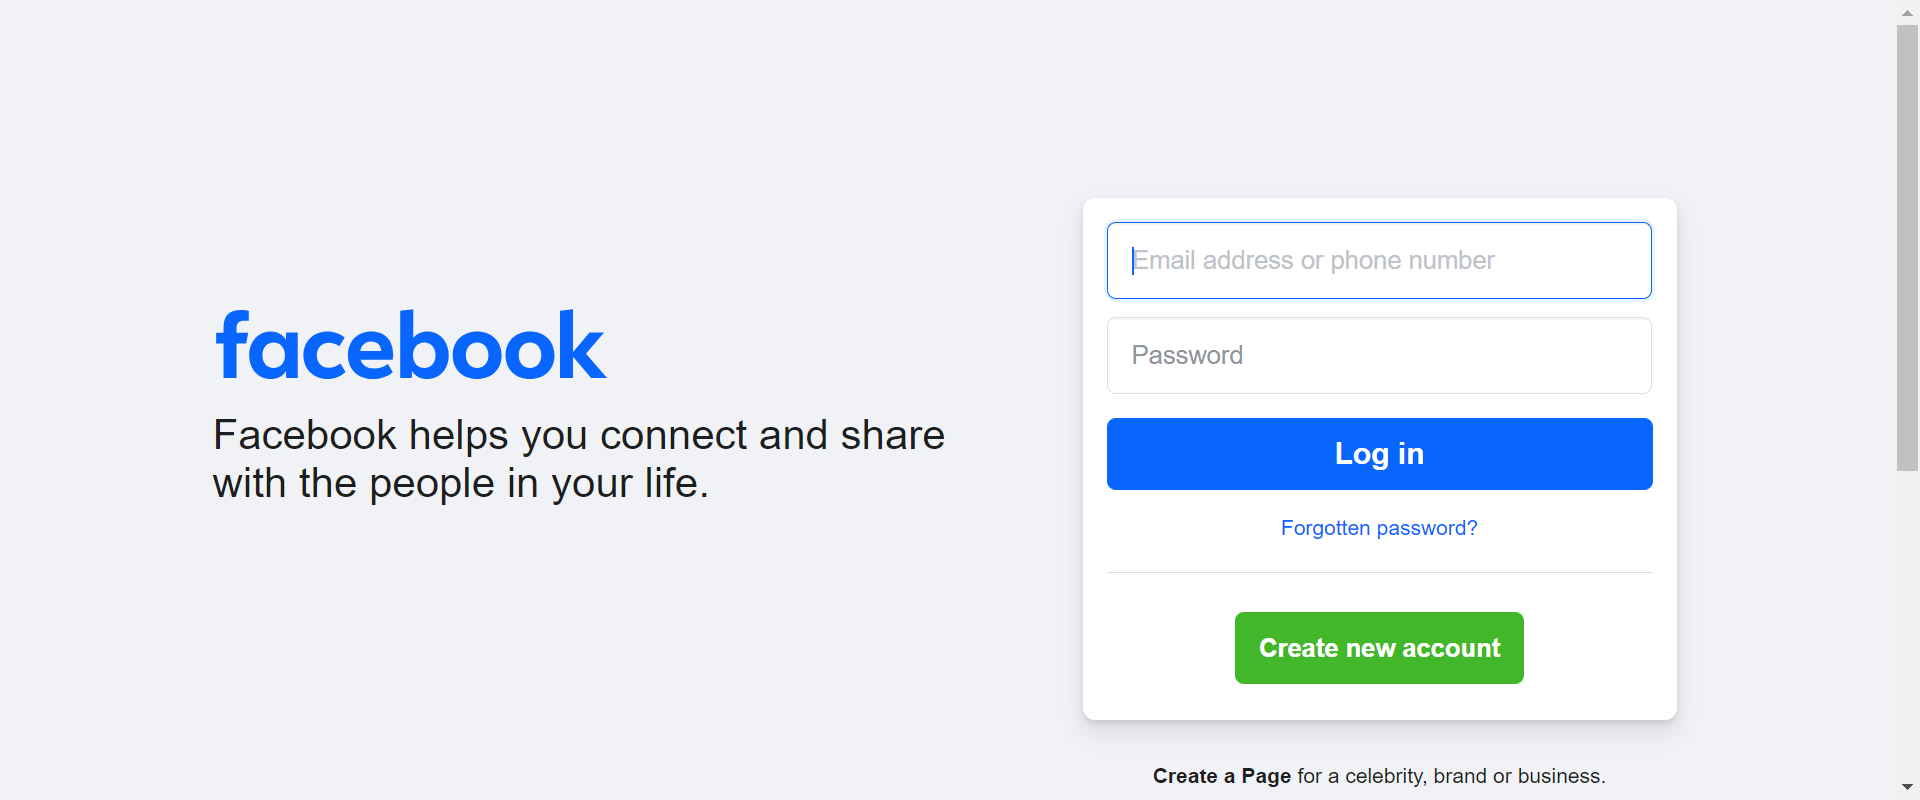 facebook
Facebook helps you connect and share
with the people in your life.
Email address or phone number
Password
Log in
Forgotten password?
Create new account
Create a Page for a celebrity, brand or business.